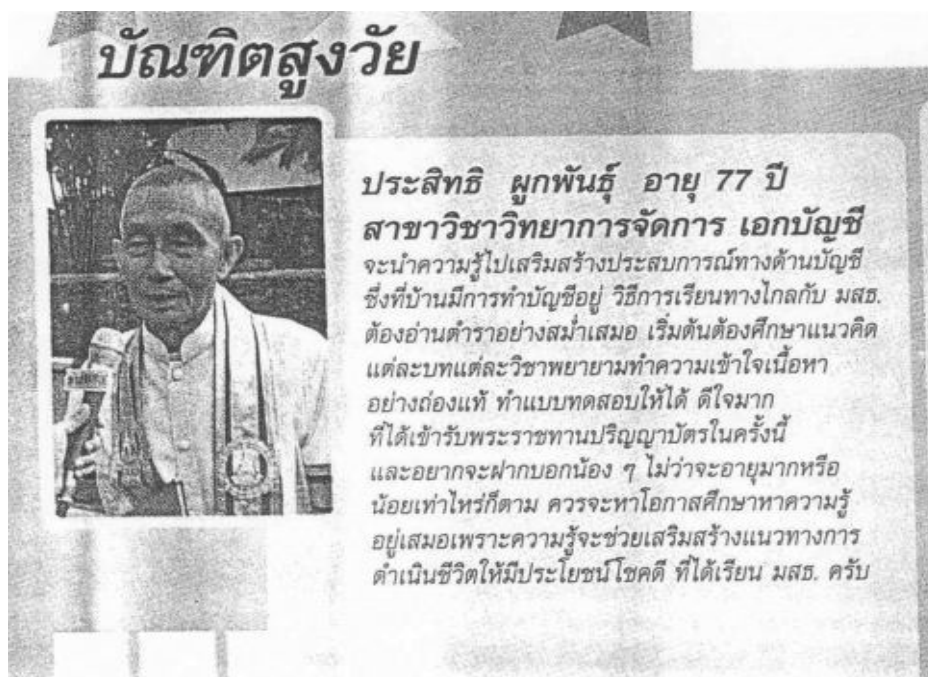 บัณฑิตสูงวัย
ประสิทธิ ผูกพันธุ์ อายุ 77 ปี
สาขาวิชาวิทยาการจัดการ เอกบัญชี
จะนำความรู้ไปเสริมสร้างประสบการณ์ทางด้านบัญชี
ซึ่งที่บ้านมีการทำบัญชีอยู่ วิธีการเรียนทางไกลกับ มสธ.
ต้องอ่านตำราอย่างสม่ำเสมอ เริ่มต้นต้องศึกษาแนวคิด
แต่ละบทแต่ละวิชาพยายามทำความเข้าใจเนื้อหา
อย่างถ่องแท้ ทำแบบทดสอบให้ได้ ดีใจมาก
ที่ได้เข้ารับพระราชทานปริญญาบัตรในครั้งนี้
และอยากจะฝากบอกน้อง ๆ ไม่ว่าจะอายุมากหรือ
น้อยเท่าไหร่ก็ตาม ควรจะหาโอกาสศึกษาหาความรู้
อยู่เสมอเพราะความรู้จะช่วยเสริมสร้างแนวทางการ
ดำเนินชีวิตให้มีประโยชน์โชคดี ที่ได้เรียน มสธ. ครับ